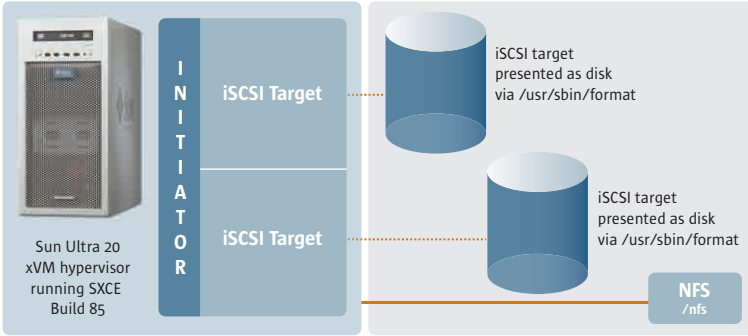 INITIATOR
iSCSI Target
iSCSI target
presented as disk
via /usr/sbin/format
iSCSI Target
iSCSI target
presented as disk
via /usr/sbin/format
Sun Ultra 20
xVM hypervisor
running SXCE
Build 85
NFS
/nfs